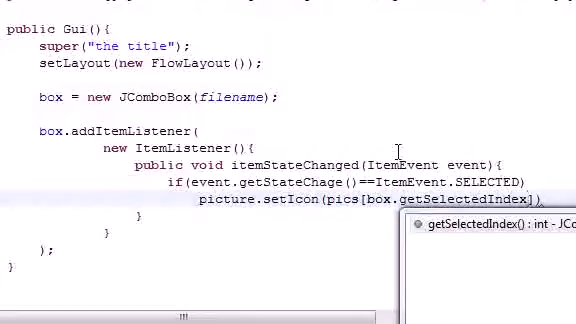 public Gui(){
super("the title");
setLayout(new FlowLayout());
box = new JComboBox(filename);
box.addItemListener(
new ItemListener(){
public void itemStateChanged(ItemEvent event){
if(event.getStateChage()==ItemEvent.SELECTED)
picture.setIcon(pics[box.getSelectedIndex])
getSelectedIndex() : int - JCo
}
}
);
}